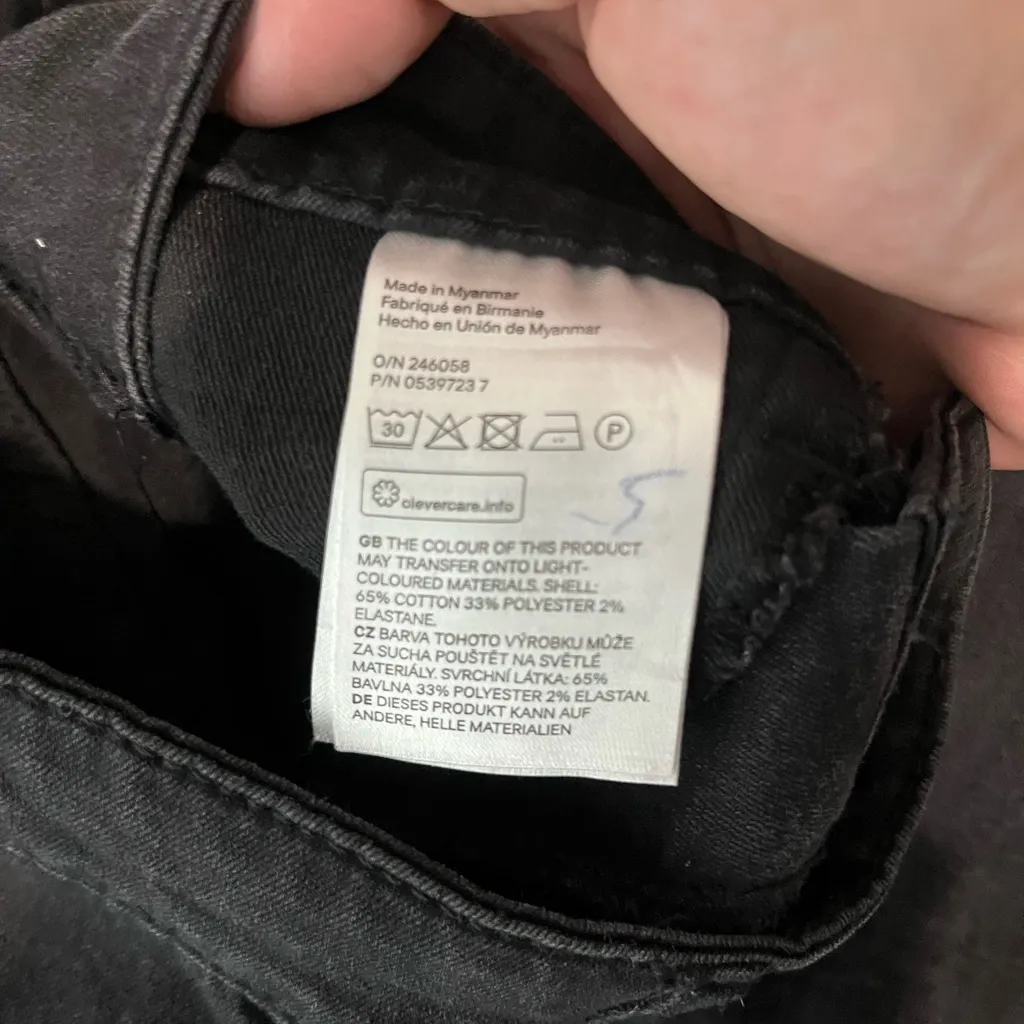 Made in Myanmar
Fabriqué en Birmanie
Hecho en Unión de Myanmar
O/N 246058
P/N 0539723 7
30 P
clevercare.info
5
GB THE COLOUR OF THIS PRODUCT
MAY TRANSFER ONTO LIGHT-
COLOURED MATERIALS. SHELL:
65% COTTON 33% POLYESTER 2%
ELASTANE.
CZ BARVA TOHOTO VÝROBKU MŮŽE
ZA SUCHA POUŠTĚT NA SVĚTLÉ
MATERIÁLY. SVRCHNÍ LÁTKA: 65%
BAVLNA 33% POLYESTER 2% ELASTAN.
DE DIESES PRODUKT KANN AUF
ANDERE, HELLE MATERIALIEN